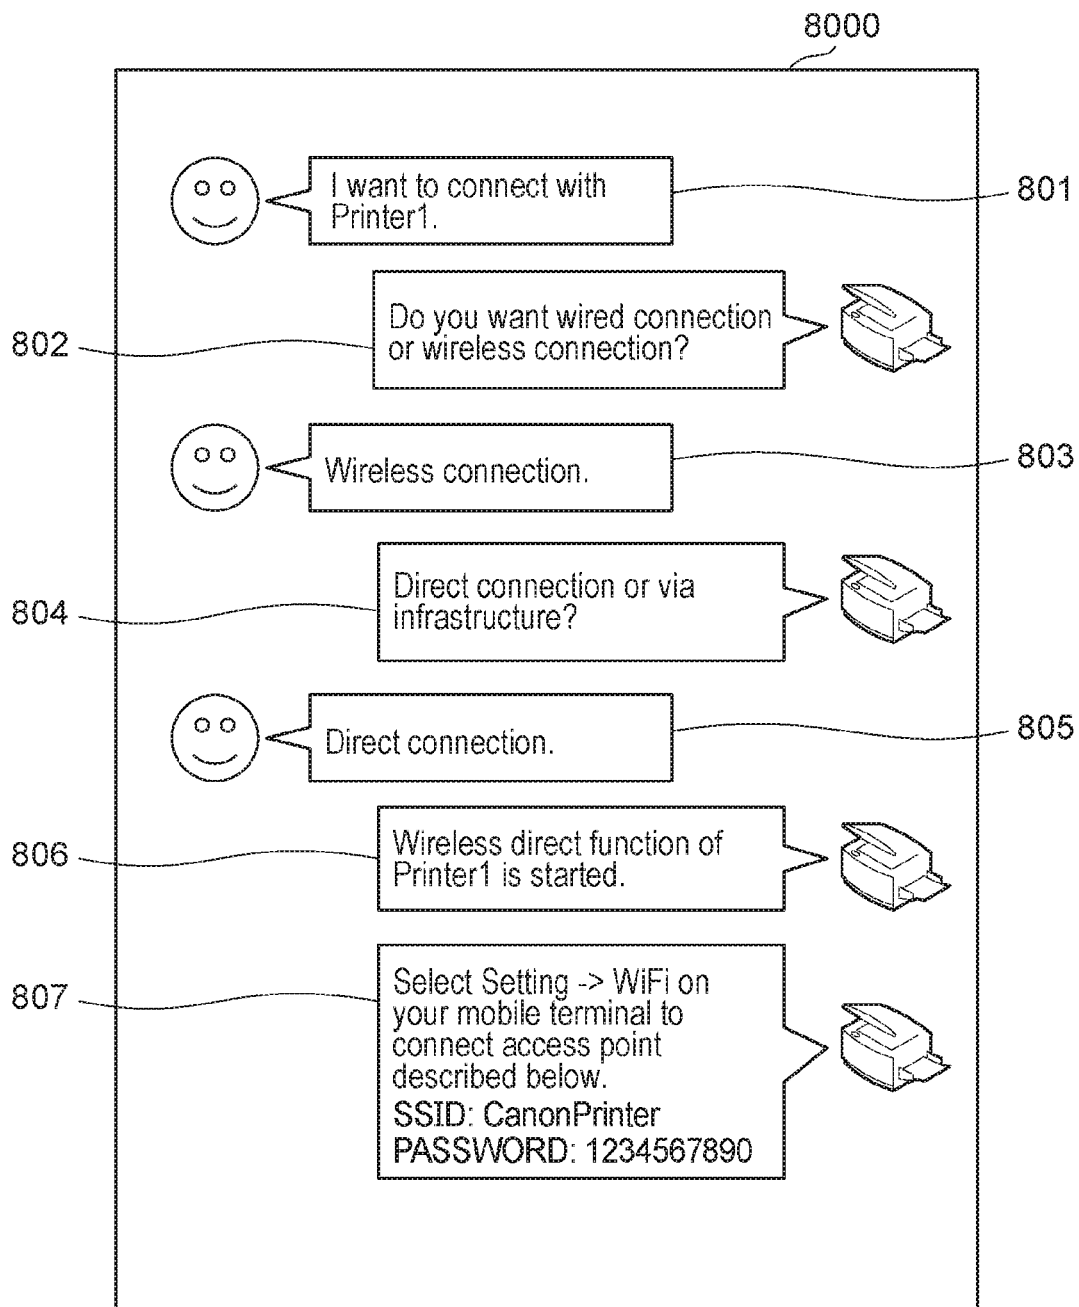 8000
I want to connect with
Printer1.
801
Do you want wired connection
or wireless connection?
802
Wireless connection.
803
Direct connection or via
infrastructure?
804
Direct connection.
805
Wireless direct function of
Printer1 is started.
806
Select Setting -> WiFi on
your mobile terminal to
connect access point
described below.
SSID: CanonPrinter
PASSWORD: 1234567890
807